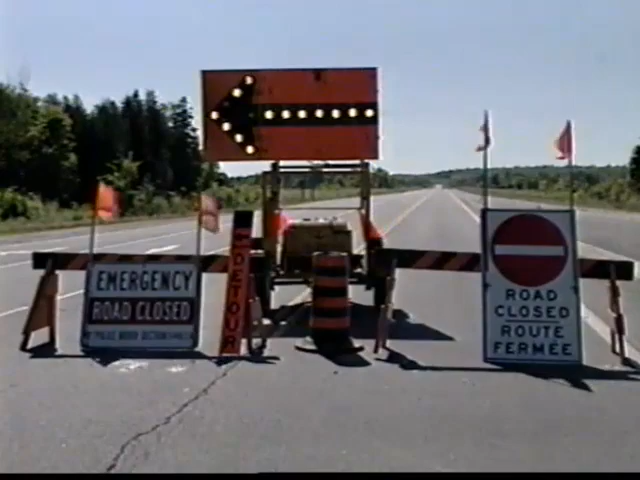 EMERGENCY
ROAD CLOSED
DETOUR
ROAD
CLOSED
ROUTE
FERMÉE